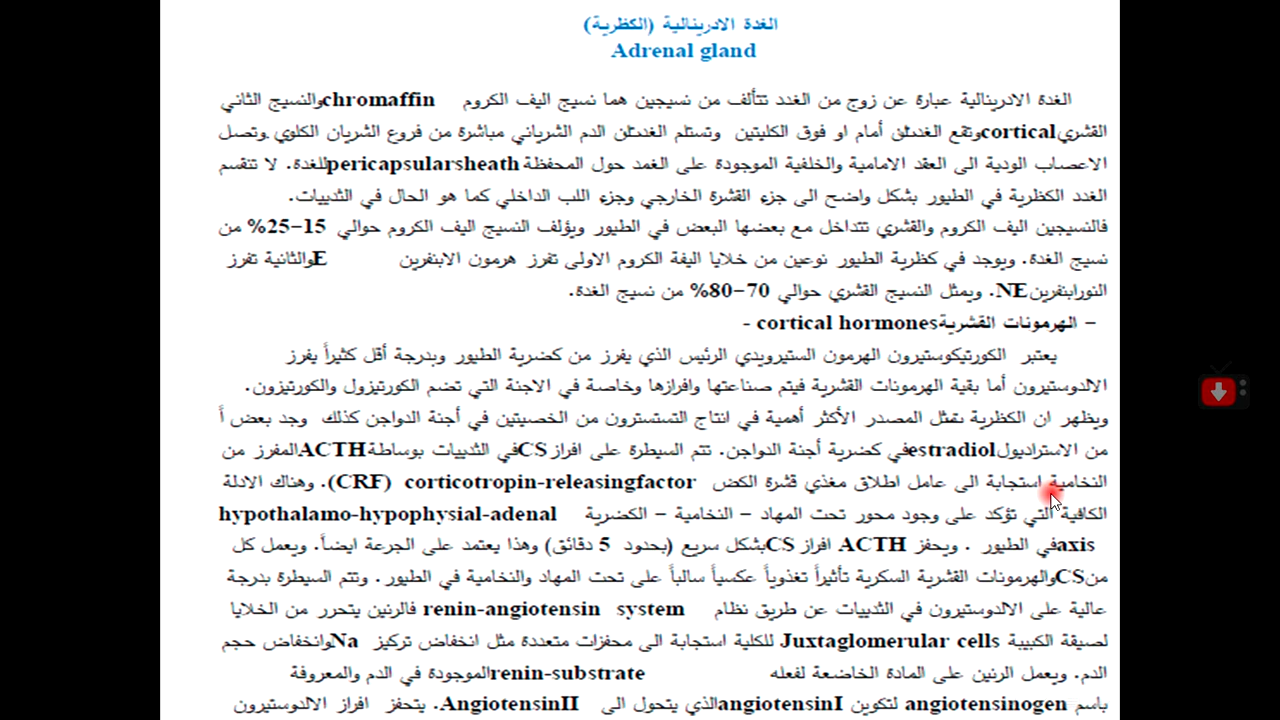 الغدة الادرينالية (الكظرية)
Adrenal gland
الغدة الادرينالية عبارة عن زوج من الغدد تتألف من نسيجين هما نسيج اليف الكروم chromaffin والنسيج الثاني
القشري cortical وتقع الغدتان أمام او فوق الكليتين وتستلم الغدتان الدم الشرياني مباشرة من فروع الشريان الكلوي .وتصل
الاعصاب الودية الى العقد الامامية والخلفية الموجودة على الغمد حول المحفظة pericapsularsheath للغدة. لا تنقسم
الغدد الكظرية في الطيور بشكل واضح الى جزء القشرة الخارجي وجزء اللب الداخلي كما هو الحال في الثدييات.
فالنسيجين اليف الكروم والقشري تتداخل مع بعضها البعض في الطيور ويؤلف النسيج اليف الكروم حوالي 15–25% من
نسيج الغدة. ويوجد في كظرية الطيور نوعين من خلايا اليفة الكروم الاولى تفرز هرمون الابنفرين E والثانية تفرز
النورابنفرين NE. ويمثل النسيج القشري حوالي 70–80% من نسيج الغدة.
– الهرمونات القشرية cortical hormones -
يعتبر الكورتيكوستيرون الهرمون الستيرويدي الرئيس الذي يفرز من كضرية الطيور وبدرجة أقل كثيراً يفرز
الالدوستيرون أما بقية الهرمونات القشرية فيتم صناعتها وافرازها وخاصة في الاجنة التي تضم الكورتيزول والكورتيزون.
ويظهر ان الكظرية تمثل المصدر الأكثر أهمية في انتاج التستسترون من الخصيتين في أجنة الدواجن كذلك وجد بعض اً
من الاستراديول estradiol في كضرية أجنة الدواجن. تتم السيطرة على افراز CS في الثدييات بوساطة ACTH المفرز من
النخامية استجابة الى عامل اطلاق مغذي قشرة الكض corticotropin-releasingfactor (CRF). وهناك الادلة
الكافية التي تؤكد على وجود محور تحت المهاد – النخامية – الكضرية hypothalamo-hypophysial-adenal
axis في الطيور . ويحفز ACTH افراز CS بشكل سريع (بحدود 5 دقائق) وهذا يعتمد على الجرعة ايضاً. ويعمل كل
من CS والهرمونات القشرية السكرية تأثيراً تغذوياً عكسياً سالباً على تحت المهاد والنخامية في الطيور . وتتم السيطرة بدرجة
عالية على الالدوستيرون في الثدييات عن طريق نظام renin-angiotensin system فالرنين يتحرر من الخلايا
لصيقة الكبيبة Juxtaglomerular cells للكلية استجابة الى محفزات متعددة مثل انخفاض تركيز Na وانخفاض حجم
الدم. ويعمل الرنين على المادة الخاضعة لفعله renin-substrate الموجودة في الدم والمعروفة
باسم angiotensinogen لتكوين angiotensinI الذي يتحول الى AngiotensinII. يتحفز افراز الالدوستيرون